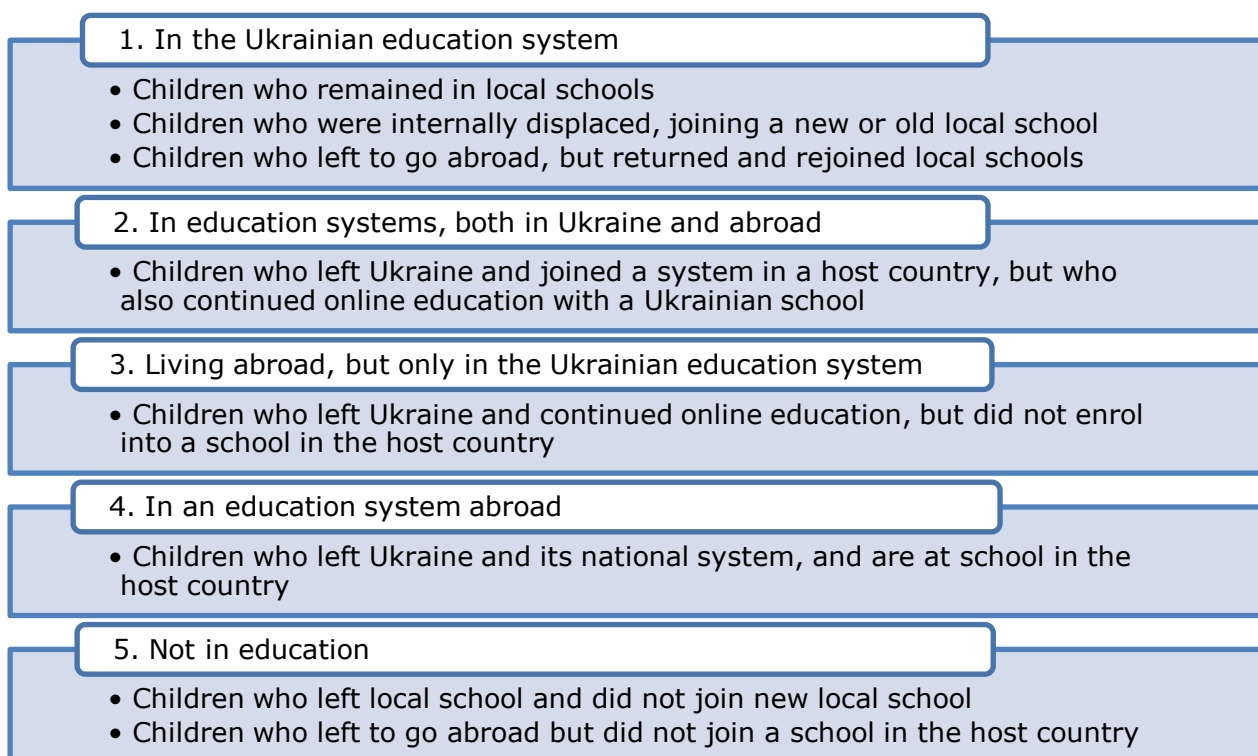 1. In the Ukrainian education system
• Children who remained in local schools
• Children who were internally displaced, joining a new or old local school
• Children who left to go abroad, but returned and rejoined local schools
2. In education systems, both in Ukraine and abroad
• Children who left Ukraine and joined a system in a host country, but who
also continued online education with a Ukrainian school
3. Living abroad, but only in the Ukrainian education system
• Children who left Ukraine and continued online education, but did not enrol
into a school in the host country
4. In an education system abroad
• Children who left Ukraine and its national system, and are at school in the
host country
5. Not in education
• Children who left local school and did not join new local school
• Children who left to go abroad but did not join a school in the host country